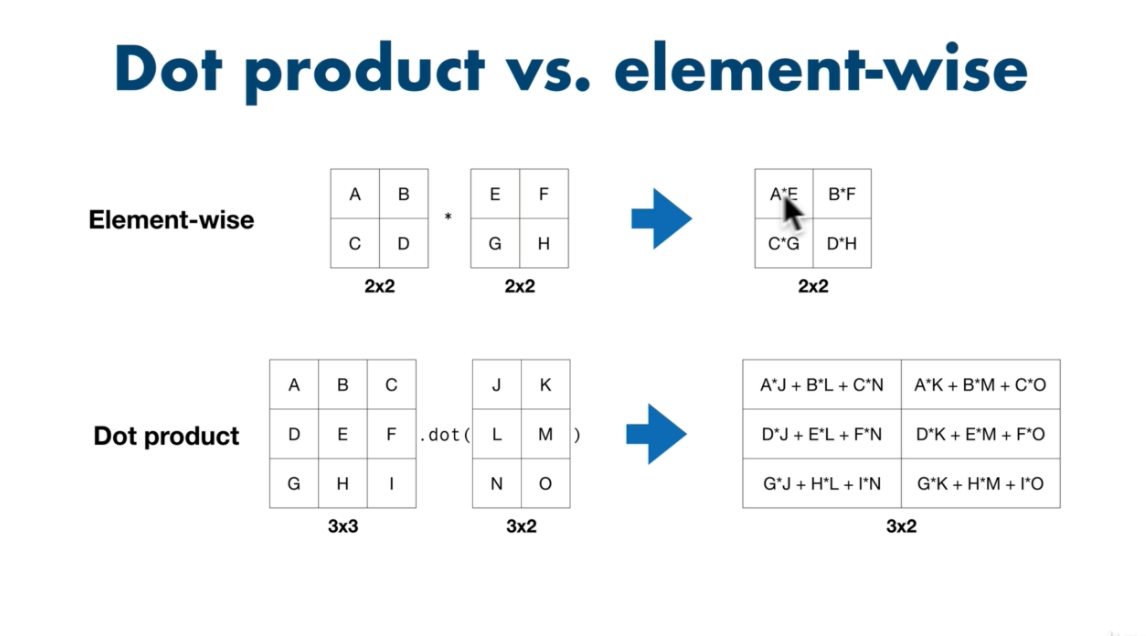 Dot product vs. element-wise
Element-wise
A B
C D
2x2
*
E F
G H
2x2
A*E B*F
C*G D*H
2x2
Dot product
A B C
D E F
G H I
3x3
.dot(
J K
L M
N O
)
3x2
A*J + B*L + C*N A*K + B*M + C*O
D*J + E*L + F*N D*K + E*M + F*O
G*J + H*L + I*N G*K + H*M + I*O
3x2